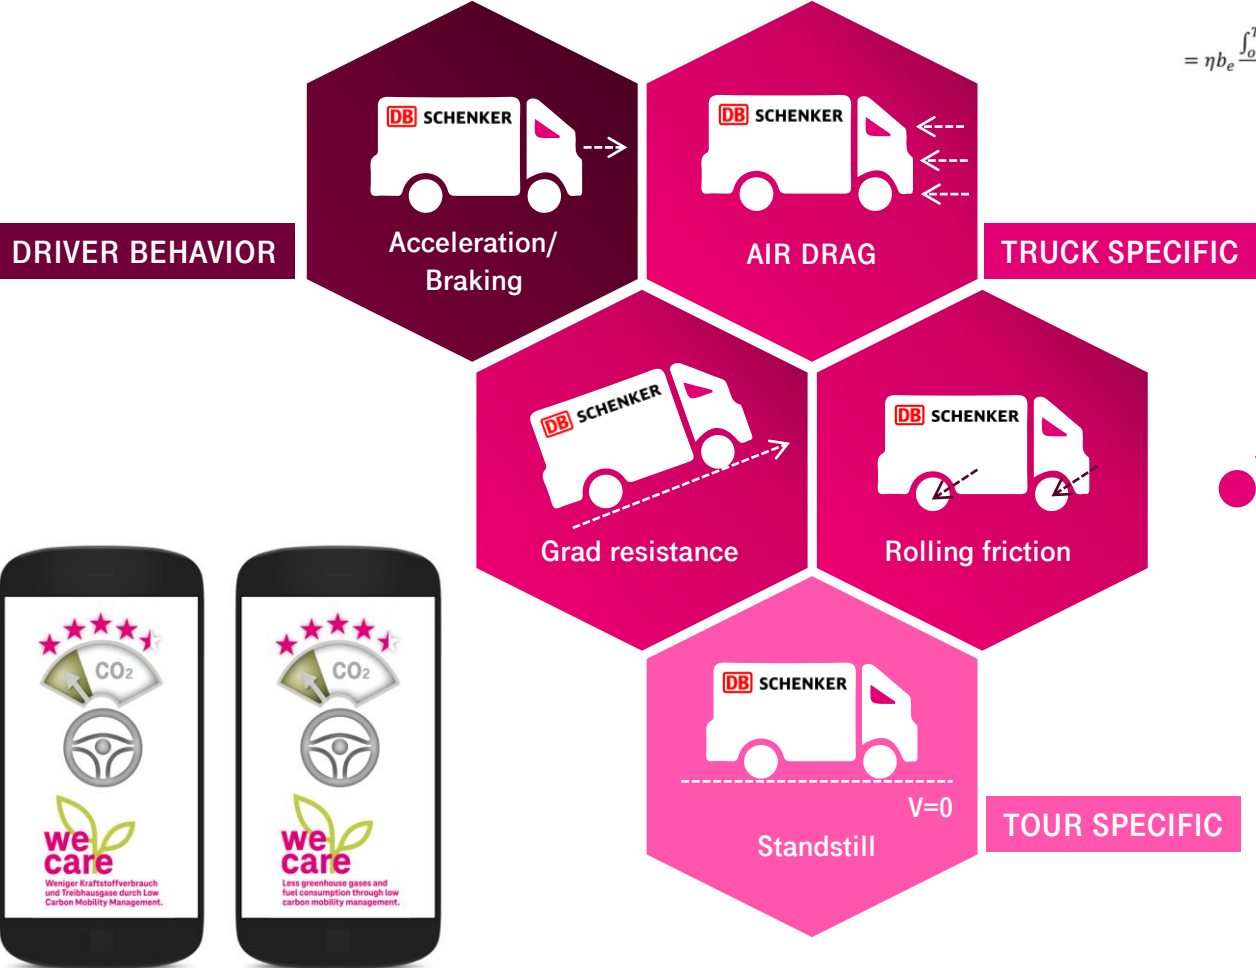 = ηbₑ ∫ₒᵀ
DB SCHENKER
Acceleration/
Braking
DB SCHENKER
AIR DRAG
DRIVER BEHAVIOR
TRUCK SPECIFIC
DB SCHENKER
Grad resistance
DB SCHENKER
Rolling friction
DB SCHENKER
V=0
Standstill
TOUR SPECIFIC
CO₂
we
care
Weniger Kraftstoffverbrauch
und Treibhausgase durch Low
Carbon Mobility Management.
CO₂
we
care
Less greenhouse gases and
fuel consumption through low
carbon mobility management.